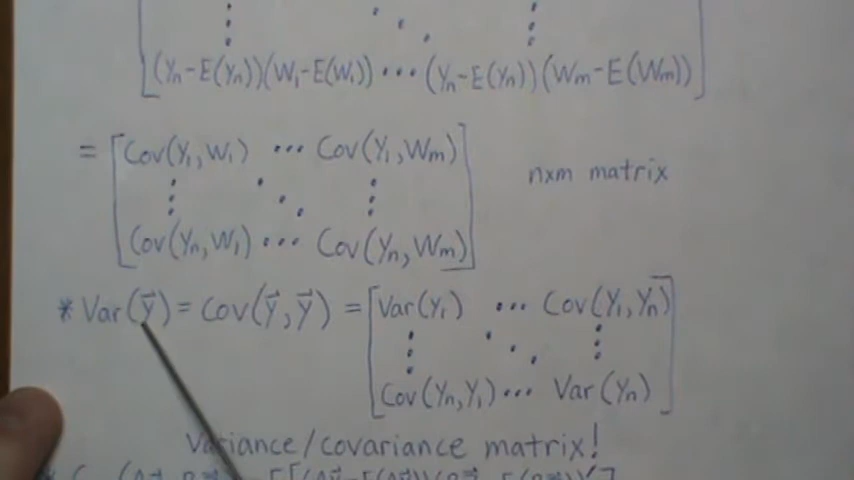 (Yn-E(Yn))(W1-E(W1)) ⋯ (Yn-E(Yn))(Wm-E(Wm))
= [Cov(Y1,W1) ⋯ Cov(Y1,Wm)
⋮ ⋱ ⋮ nxm matrix
Cov(Yn,W1) ⋯ Cov(Yn,Wm)]
*Var(Y⃗) = Cov(Y⃗,Y⃗) = [Var(Y1) ⋯ Cov(Y1,Yn)
⋮ ⋱ ⋮
Cov(Yn,Y1) ⋯ Var(Yn)]
Variance/covariance matrix!